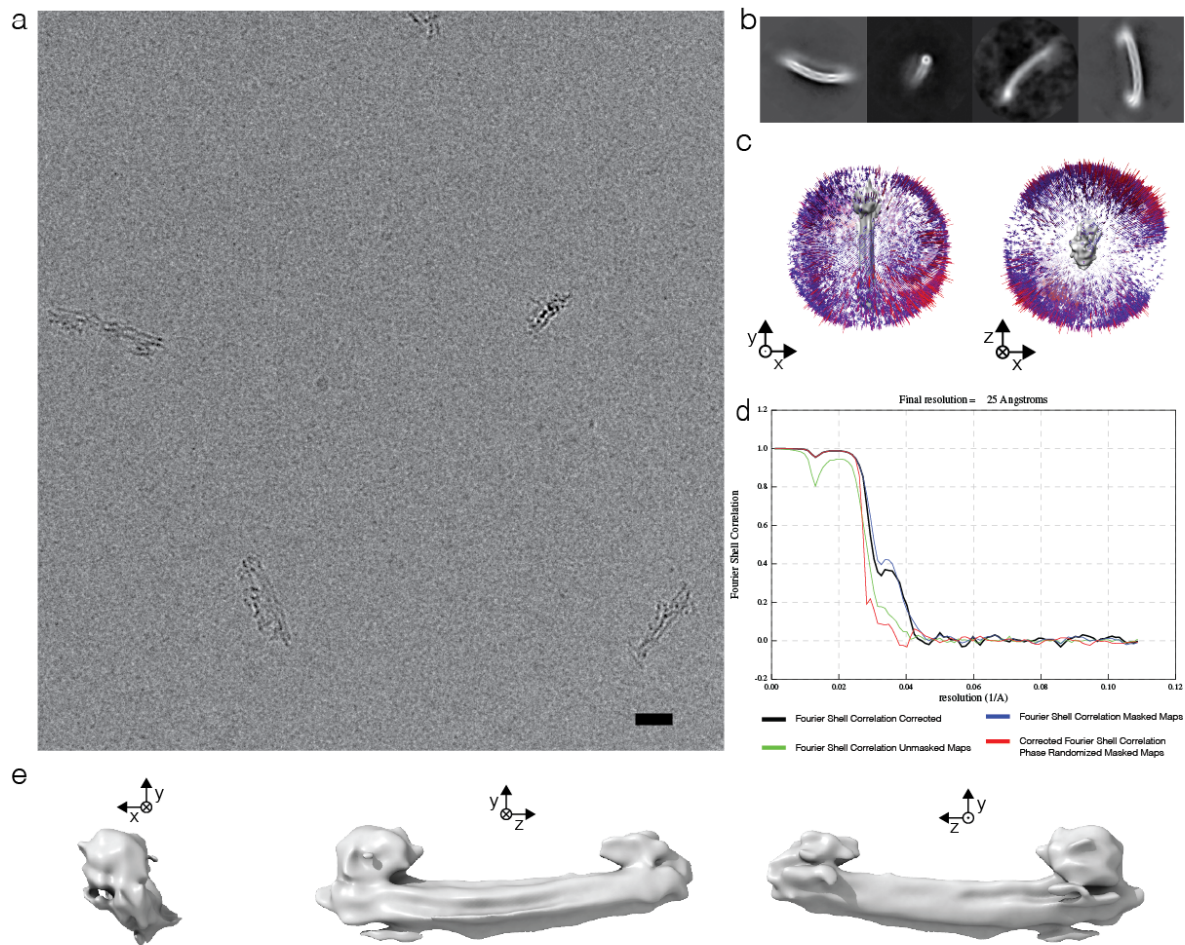 a
b
c
y
x
z
x
d
Final resolution = 25 Angstroms
1.2
1.0
0.8
0.6
0.4
0.2
0.0
-0.2
Fourier Shell Correlation
0.00
0.02
0.04
0.06
0.08
0.10
0.12
resolution (1/A)
Fourier Shell Correlation Corrected
Fourier Shell Correlation Masked Maps
Fourier Shell Correlation Unmasked Maps
Corrected Fourier Shell Correlation
Phase Randomized Masked Maps
e
y
x
y
z
y
z